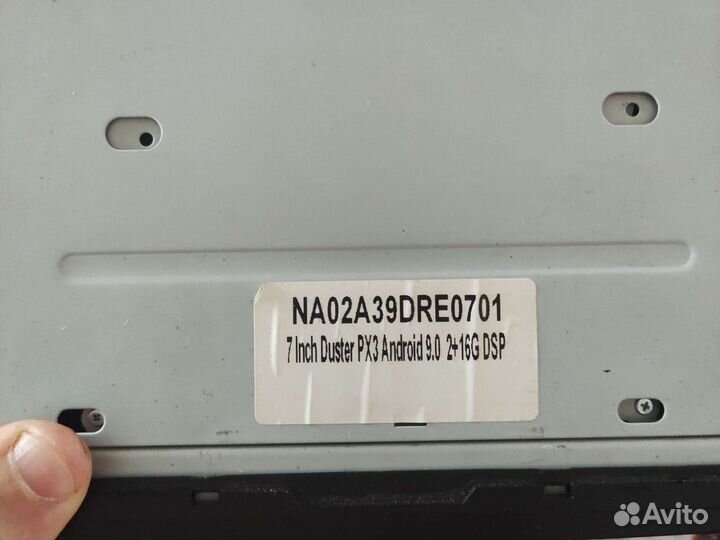 NA02A39DRE0701
7 Inch Duster PX3 Android 9.0 2+16G DSP
Avito